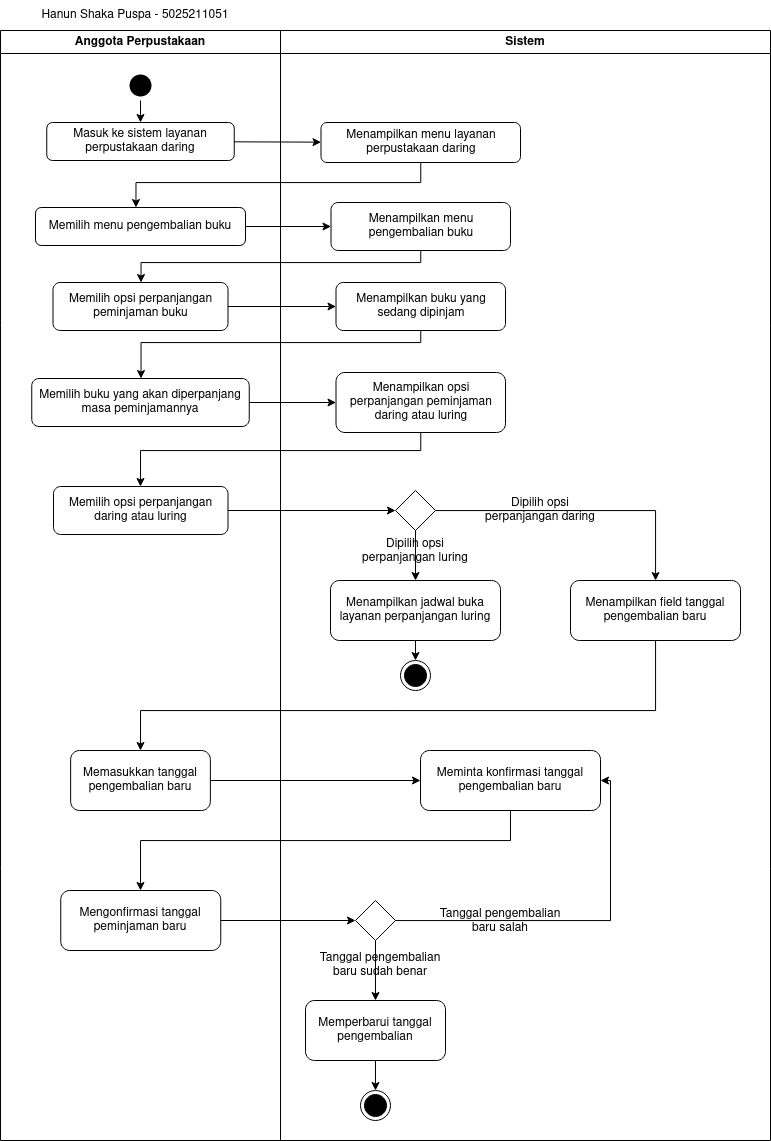 Hanun Shaka Puspa - 5025211051
Anggota Perpustakaan
Sistem
Masuk ke sistem layanan
perpustakaan daring
Menampilkan menu layanan
perpustakaan daring
Memilih menu pengembalian buku
Menampilkan menu
pengembalian buku
Memilih opsi perpanjangan
peminjaman buku
Menampilkan buku yang
sedang dipinjam
Memilih buku yang akan diperpanjang
masa peminjamannya
Menampilkan opsi
perpanjangan peminjaman
daring atau luring
Memilih opsi perpanjangan
daring atau luring
Dipilih opsi
perpanjangan daring
Dipilih opsi
perpanjangan luring
Menampilkan jadwal buka
layanan perpanjangan luring
Menampilkan field tanggal
pengembalian baru
Memasukkan tanggal
pengembalian baru
Meminta konfirmasi tanggal
pengembalian baru
Mengonfirmasi tanggal
peminjaman baru
Tanggal pengembalian
baru salah
Tanggal pengembalian
baru sudah benar
Memperbarui tanggal
pengembalian